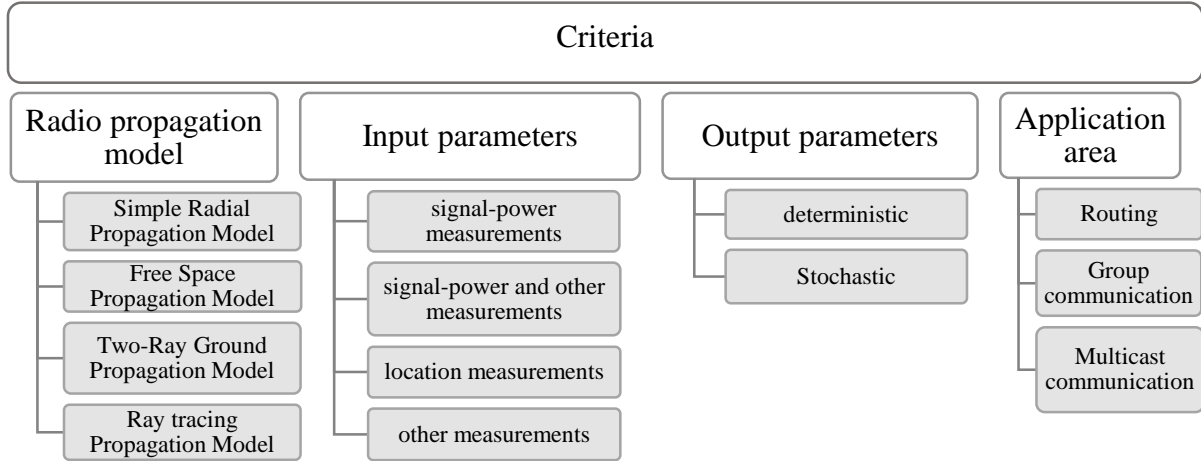 Criteria
Radio propagation
model
Simple Radial
Propagation Model
Free Space
Propagation Model
Two-Ray Ground
Propagation Model
Ray tracing
Propagation Model
Input parameters
signal-power
measurements
signal-power and other
measurements
location measurements
other measurements
Output parameters
deterministic
Stochastic
Application
area
Routing
Group
communication
Multicast
communication